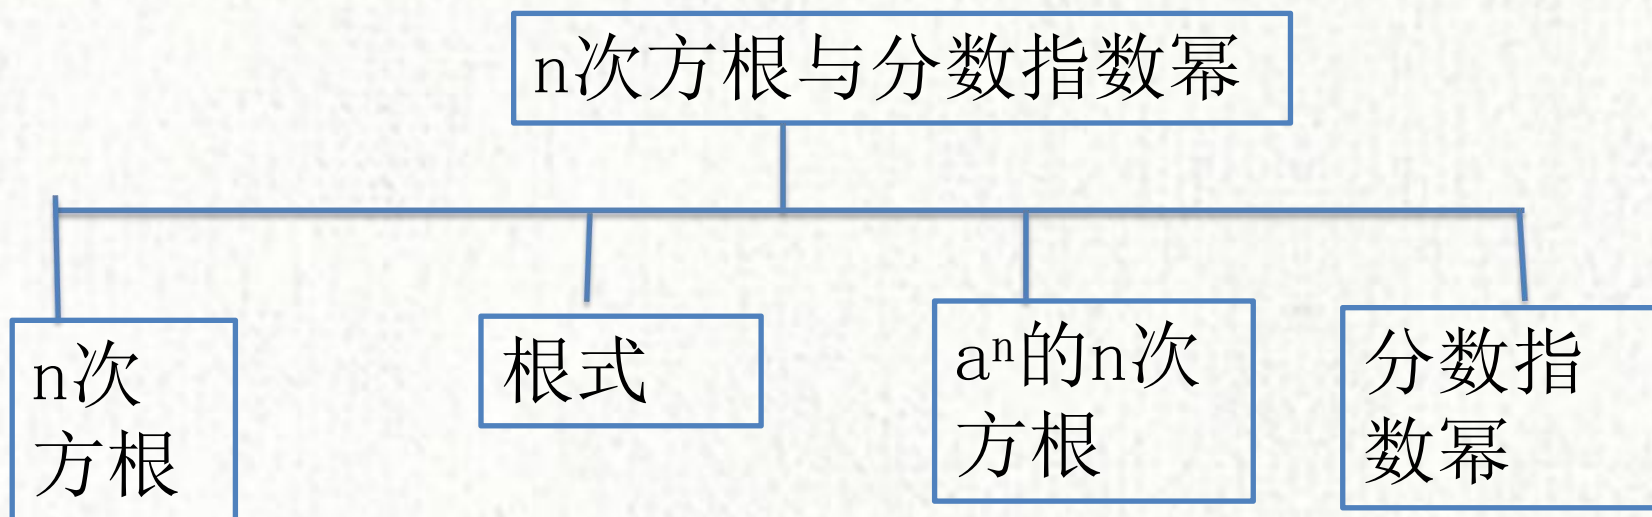 n次方根与分数指数幂
n次
方根
根式
aⁿ的n次
方根
分数指
数幂